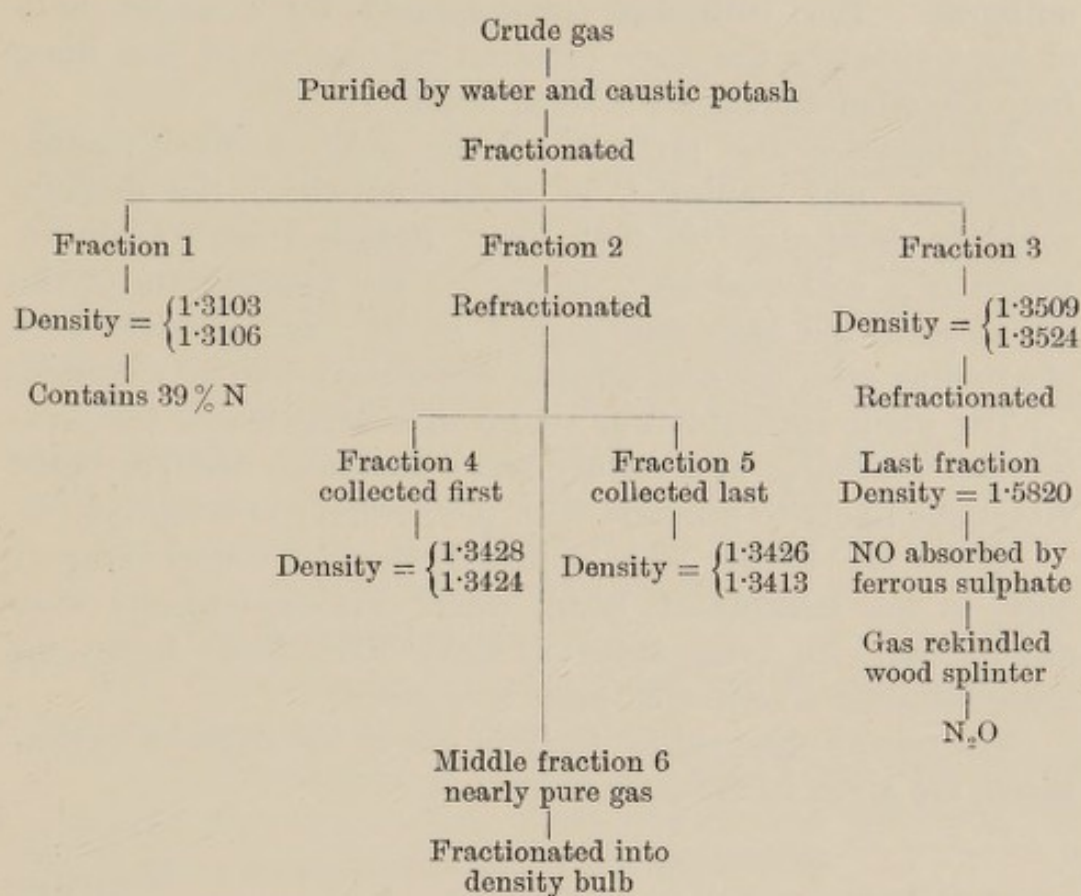 Crude gas
Purified by water and caustic potash
Fractionated
Fraction 1
Density = {1·3103
1·3106
Contains 39% N
Fraction 2
Refractionated
Fraction 4
collected first
Density = {1·3428
1·3424
Fraction 5
collected last
Density = {1·3426
1·3413
Middle fraction 6
nearly pure gas
Fractionated into
density bulb
Fraction 3
Density = {1·3509
1·3524
Refractionated
Last fraction
Density = 1·5820
NO absorbed by
ferrous sulphate
Gas rekindled
wood splinter
N₂O